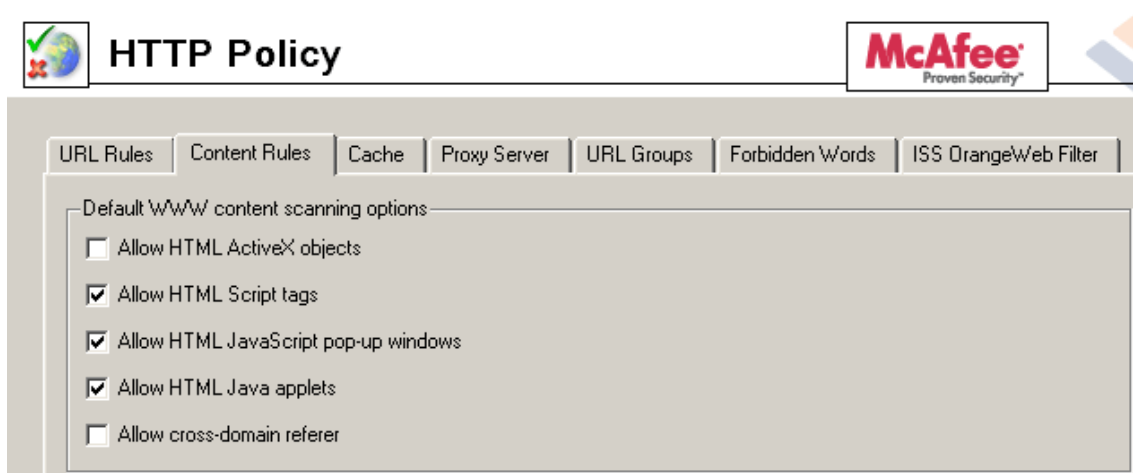 HTTP Policy
McAfee
Proven Security™
URL Rules
Content Rules
Cache
Proxy Server
URL Groups
Forbidden Words
ISS OrangeWeb Filter
Default WWW content scanning options
Allow HTML ActiveX objects
Allow HTML Script tags
Allow HTML JavaScript pop-up windows
Allow HTML Java applets
Allow cross-domain referer